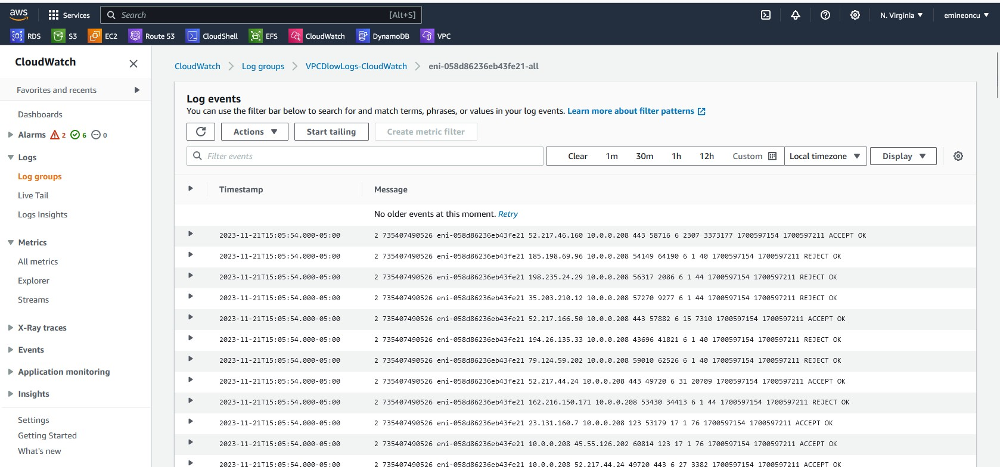 aws Services Search [Alt+S] N. Virginia emineoncu
RDS S3 EC2 Route 53 CloudShell EFS CloudWatch DynamoDB VPC
CloudWatch
Favorites and recents
Dashboards
Alarms 2 6 0
Logs
Log groups
Live Tail
Logs Insights
Metrics
All metrics
Explorer
Streams
X-Ray traces
Events
Application monitoring
Insights
Settings
Getting Started
What's new
CloudWatch Log groups VPCDlowLogs-CloudWatch eni-058d86236eb43fe21-all
Log events
You can use the filter bar below to search for and match terms, phrases, or values in your log events. Learn more about filter patterns
Actions Start tailing Create metric filter
Filter events Clear 1m 30m 1h 12h Custom Local timezone Display
Timestamp Message
No older events at this moment. Retry
2023-11-21T15:05:54.000-05:00 2 735407490526 eni-058d86236eb43fe21 52.217.46.160 10.0.0.208 443 58716 6 2307 3373177 1700597154 1700597211 ACCEPT OK
2023-11-21T15:05:54.000-05:00 2 735407490526 eni-058d86236eb43fe21 185.198.69.96 10.0.0.208 54149 64190 6 1 40 1700597154 1700597211 REJECT OK
2023-11-21T15:05:54.000-05:00 2 735407490526 eni-058d86236eb43fe21 198.235.24.29 10.0.0.208 56317 2086 6 1 44 1700597154 1700597211 REJECT OK
2023-11-21T15:05:54.000-05:00 2 735407490526 eni-058d86236eb43fe21 35.203.210.12 10.0.0.208 57270 9277 6 1 44 1700597154 1700597211 REJECT OK
2023-11-21T15:05:54.000-05:00 2 735407490526 eni-058d86236eb43fe21 52.217.166.50 10.0.0.208 443 57882 6 15 7310 1700597154 1700597211 ACCEPT OK
2023-11-21T15:05:54.000-05:00 2 735407490526 eni-058d86236eb43fe21 194.26.135.33 10.0.0.208 43696 41821 6 1 40 1700597154 1700597211 REJECT OK
2023-11-21T15:05:54.000-05:00 2 735407490526 eni-058d86236eb43fe21 79.124.59.202 10.0.0.208 59010 62526 6 1 40 1700597154 1700597211 REJECT OK
2023-11-21T15:05:54.000-05:00 2 735407490526 eni-058d86236eb43fe21 52.217.44.24 10.0.0.208 443 49720 6 31 20709 1700597154 1700597211 ACCEPT OK
2023-11-21T15:05:54.000-05:00 2 735407490526 eni-058d86236eb43fe21 162.216.150.171 10.0.0.208 53430 34413 6 1 44 1700597154 1700597211 REJECT OK
2023-11-21T15:05:54.000-05:00 2 735407490526 eni-058d86236eb43fe21 23.131.160.7 10.0.0.208 123 53179 17 1 76 1700597154 1700597211 ACCEPT OK
2023-11-21T15:05:54.000-05:00 2 735407490526 eni-058d86236eb43fe21 10.0.0.208 45.55.126.202 60814 123 17 1 76 1700597154 1700597211 ACCEPT OK
2023-11-21T15:05:54.000-05:00 2 735407490526 eni-058d86236eb43fe21 10.0.0.208 52.217.44.24 49720 443 6 27 3382 1700597154 1700597211 ACCEPT OK